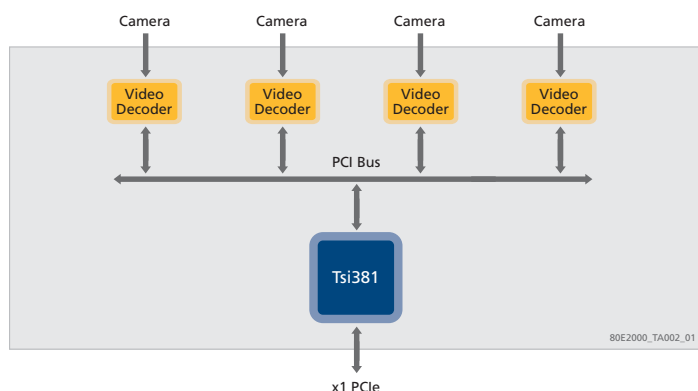 Camera Camera Camera Camera
Video Decoder Video Decoder Video Decoder Video Decoder
PCI Bus
Tsi381
80E2000_TA002_01
x1 PCIe